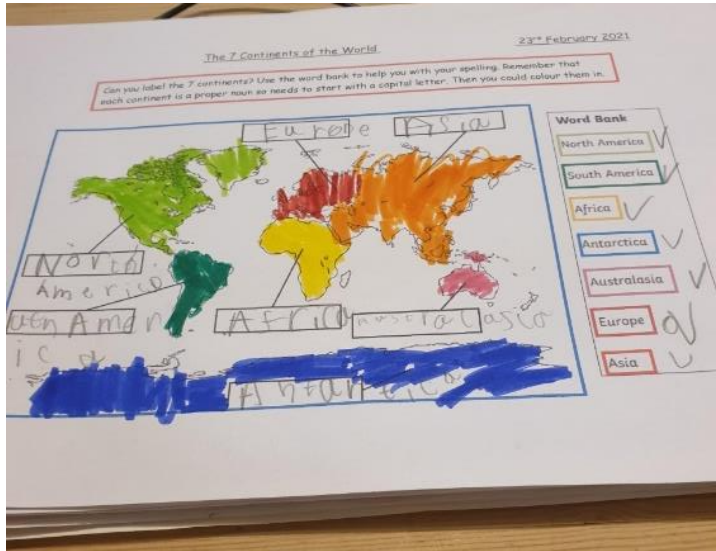 The 7 Continents of the World
23rd February 2021
Can you label the 7 continents? Use the word bank to help you with your spelling. Remember that
each continent is a proper noun so needs to start with a capital letter. Then you could colour them in.
Europe
Asia
North
America
Amer
ica
Africa
Word Bank
North America
South America
Africa
Antarctica
Australasia
Europe
Asia